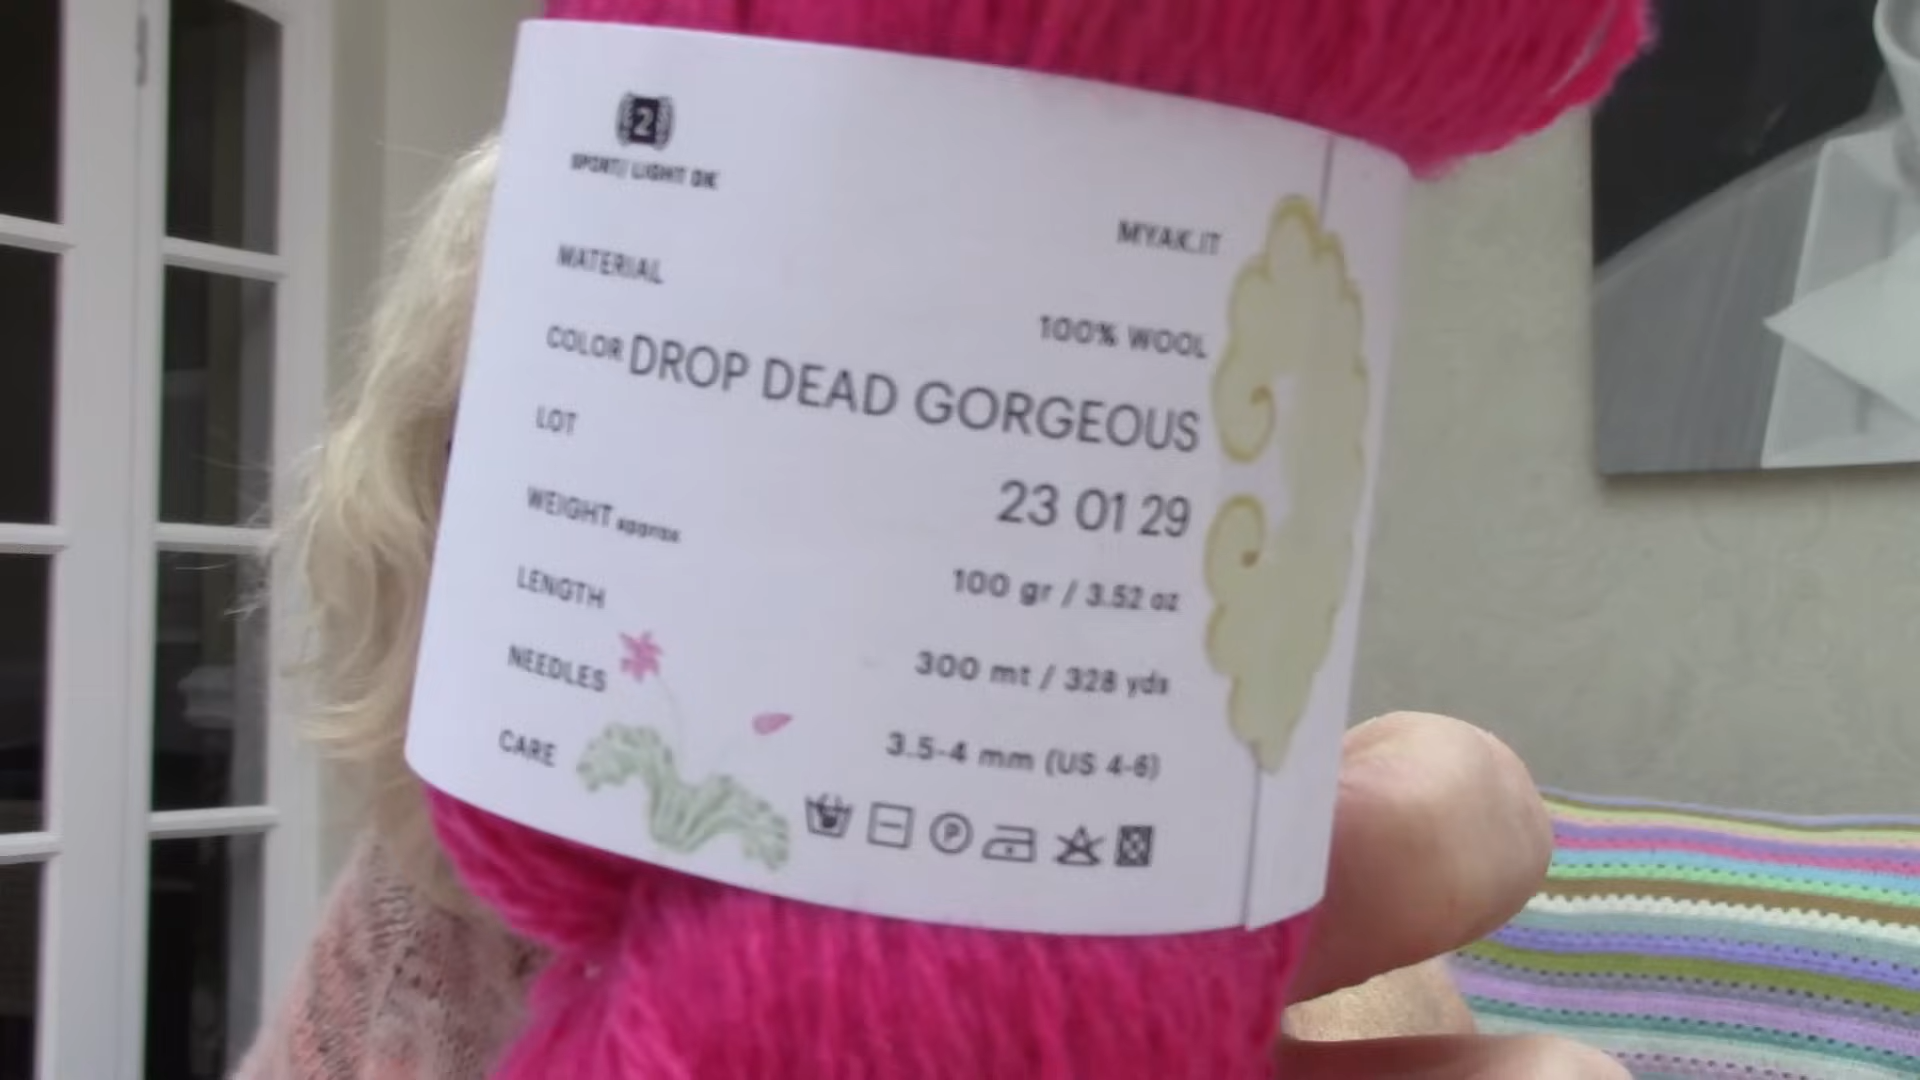 2
SPORT/ LIGHT DK
MYAK.IT
MATERIAL 100% WOOL
COLOR DROP DEAD GORGEOUS
LOT 23 01 29
WEIGHT approx 100 gr / 3.52 oz
LENGTH 300 mt / 328 yds
NEEDLES 3.5-4 mm (US 4-6)
CARE P